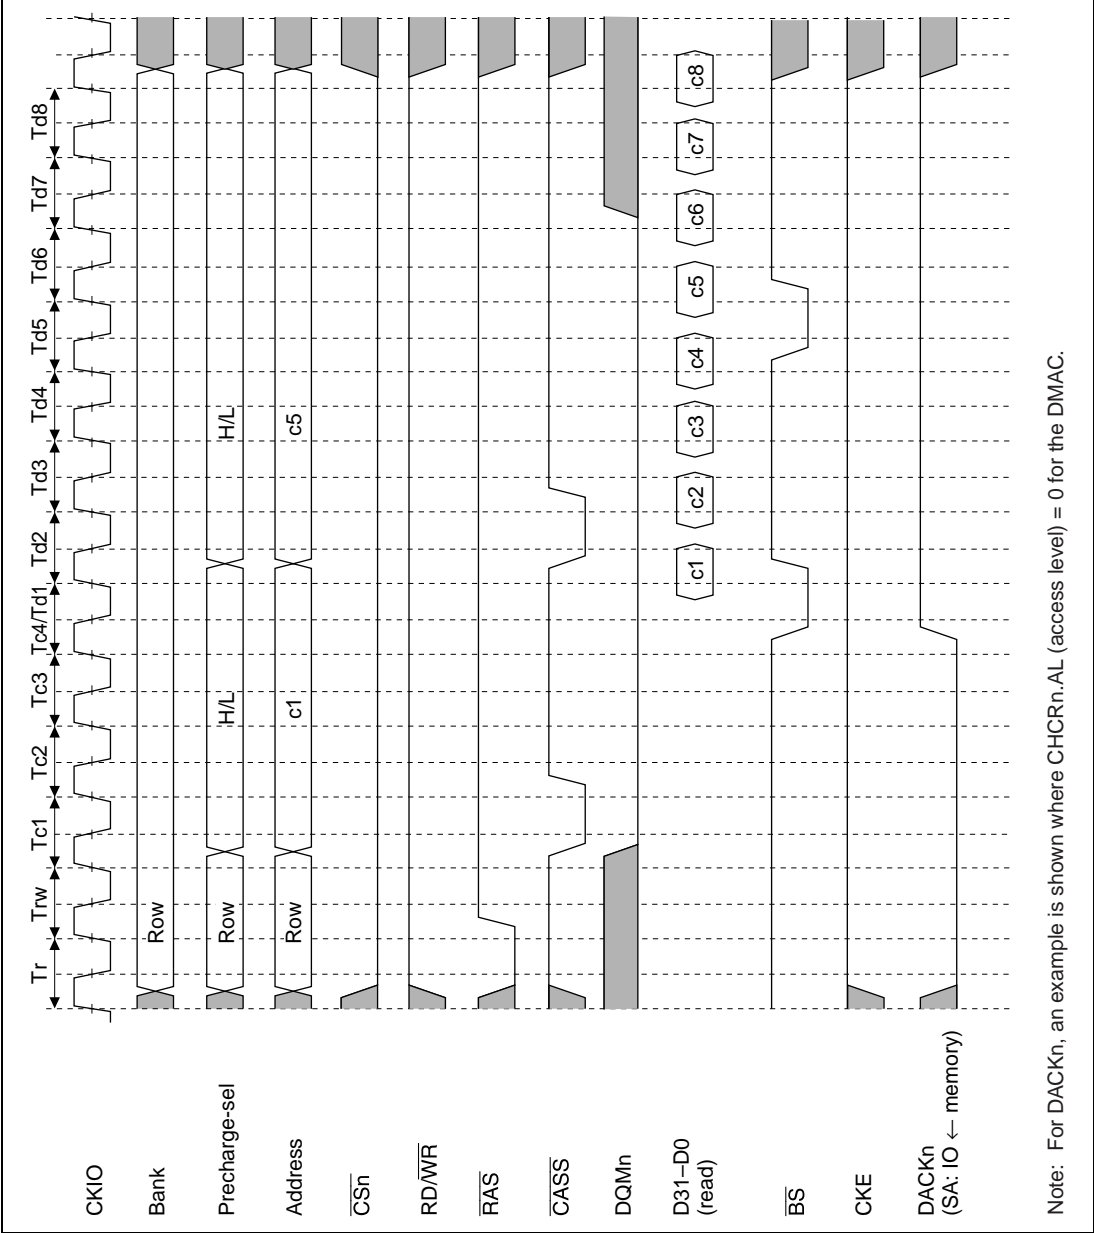 Tr Trw Tc1 Tc2 Tc3 Tc4/Td1 Td2 Td3 Td4 Td5 Td6 Td7 Td8
CKIO
Bank Row
Precharge-sel Row H/L H/L
Address Row c1 c5
CSn
RD/WR
RAS
CASS
DQMn
D31–D0
(read) c1 c2 c3 c4 c5 c6 c7 c8
BS
CKE
DACKn
(SA: IO ← memory)
Note: For DACKn, an example is shown where CHCRn.AL (access level) = 0 for the DMAC.